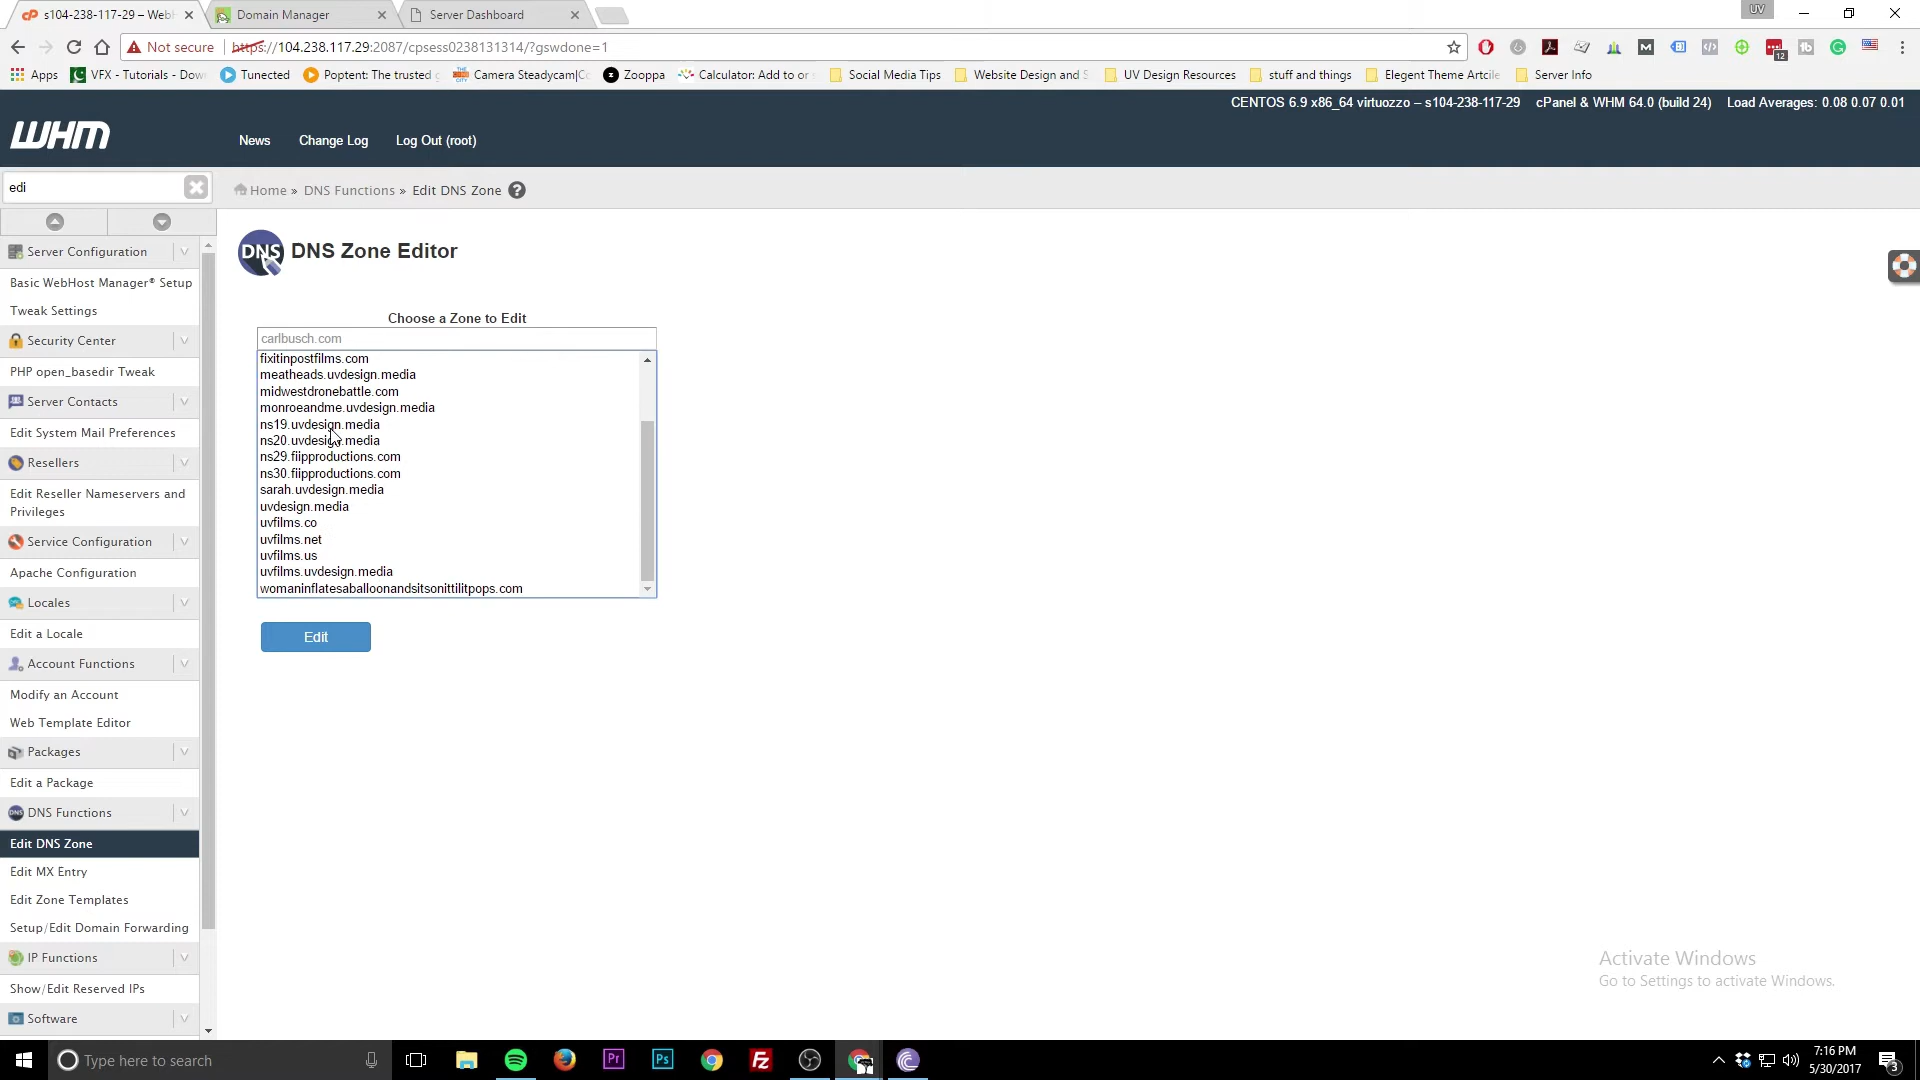 s104-238-117-29 – WebH
Domain Manager
Server Dashboard
UV
Not secure
https://104.238.117.29:2087/cpsess0238131314/?gswdone=1
12
Apps
VFX - Tutorials - Dow
Tunected
Poptent: The trusted
Camera Steadycam|Co
Zooppa
Calculator: Add to or s
Social Media Tips
Website Design and S
UV Design Resources
stuff and things
Elegent Theme Artcile
Server Info
CENTOS 6.9 x86_64 virtuozzo – s104-238-117-29
cPanel & WHM 64.0 (build 24)
Load Averages: 0.08 0.07 0.01
WHM
News
Change Log
Log Out (root)
edi
Home » DNS Functions » Edit DNS Zone
Server Configuration
Basic WebHost Manager® Setup
Tweak Settings
Security Center
PHP open_basedir Tweak
Server Contacts
Edit System Mail Preferences
Resellers
Edit Reseller Nameservers and
Privileges
Service Configuration
Apache Configuration
Locales
Edit a Locale
Account Functions
Modify an Account
Web Template Editor
Packages
Edit a Package
DNS Functions
Edit DNS Zone
Edit MX Entry
Edit Zone Templates
Setup/Edit Domain Forwarding
IP Functions
Show/Edit Reserved IPs
Software
DNS
DNS Zone Editor
Choose a Zone to Edit
carlbusch.com
fixitinpostfilms.com
meatheads.uvdesign.media
midwestdronebattle.com
monroeandme.uvdesign.media
ns19.uvdesign.media
ns20.uvdesign.media
ns29.fiipproductions.com
ns30.fiipproductions.com
sarah.uvdesign.media
uvdesign.media
uvfilms.co
uvfilms.net
uvfilms.us
uvfilms.uvdesign.media
womaninflatesaballoonandsitsonittilitpops.com
Edit
Activate Windows
Go to Settings to activate Windows.
Type here to search
Pr
Ps
Fz
7:16 PM
5/30/2017
3